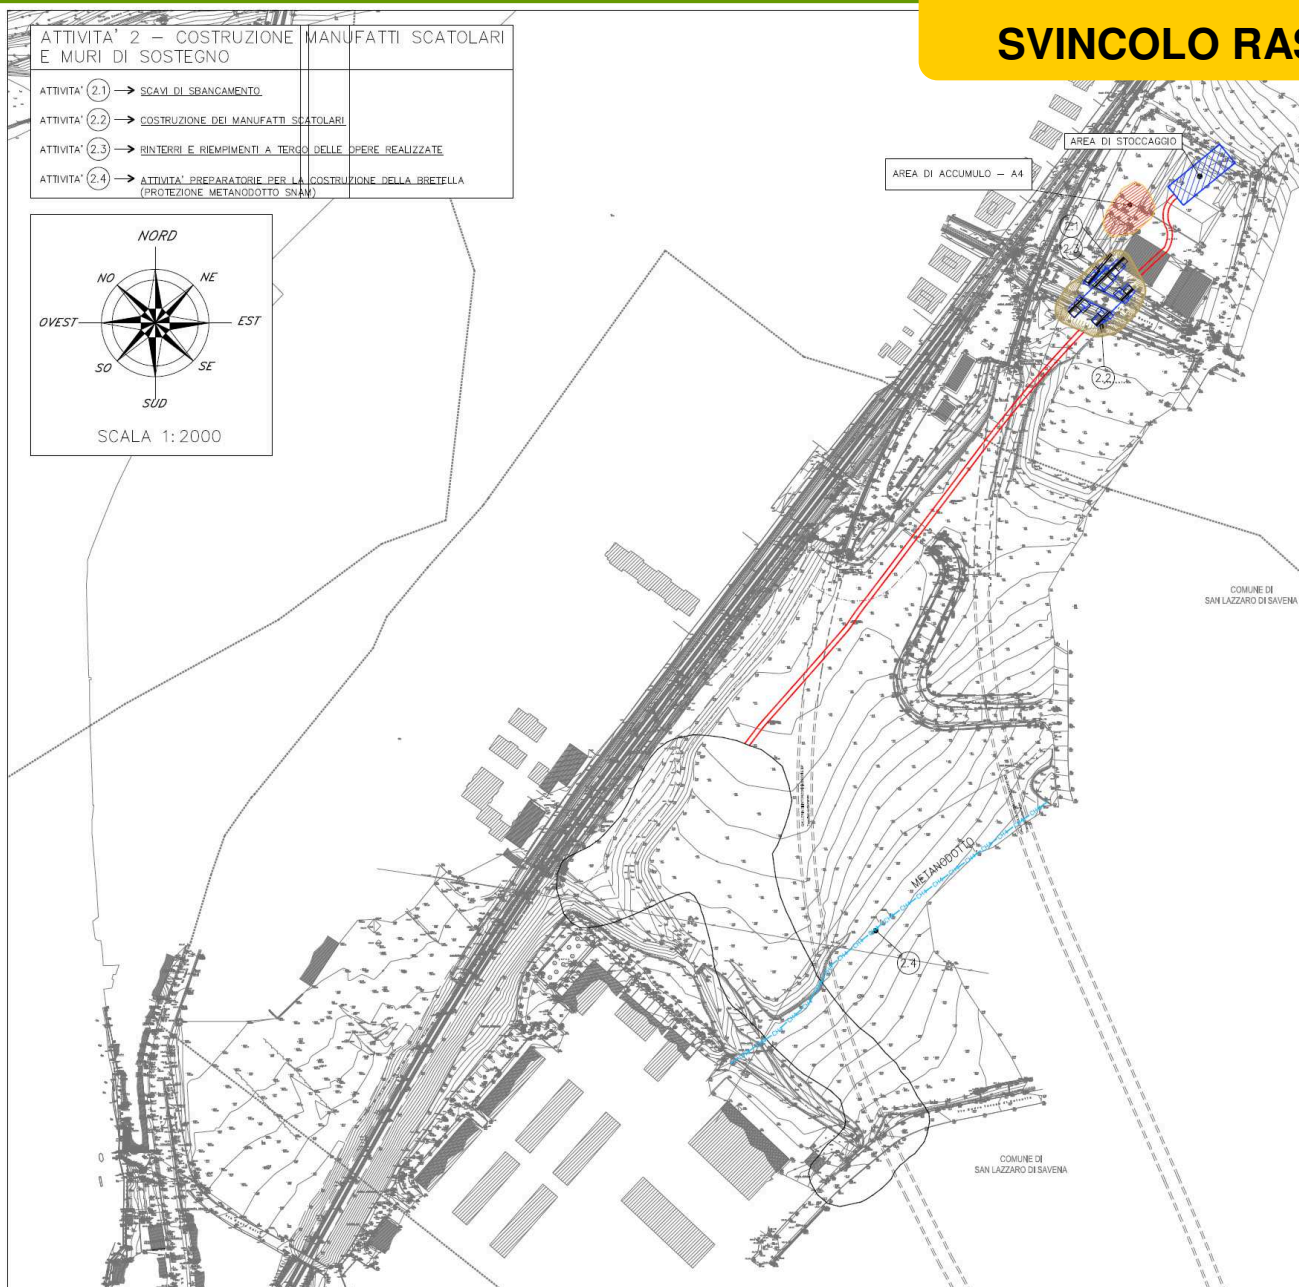 SVINCOLO RAS
ATTIVITA' 2 – COSTRUZIONE MANUFATTI SCATOLARI
E MURI DI SOSTEGNO
ATTIVITA' 2.1 → SCAVI DI SBANCAMENTO
ATTIVITA' 2.2 → COSTRUZIONE DEI MANUFATTI SCATOLARI
ATTIVITA' 2.3 → RINTERRI E RIEMPIMENTI A TERGO DELLE OPERE REALIZZATE
ATTIVITA' 2.4 → ATTIVITA' PREPARATORIE PER LA COSTRUZIONE DELLA BRETELLA
(PROTEZIONE METANODOTTO SNAM)
AREA DI STOCCAGGIO
AREA DI ACCUMULO – A4
2.1
2.3
2.2
NORD
NO
NE
OVEST
EST
SO
SE
SUD
SCALA 1:2000
COMUNE DI
SAN LAZZARO DI SAVENA
METANODOTTO
2.4
COMUNE DI
SAN LAZZARO DI SAVENA